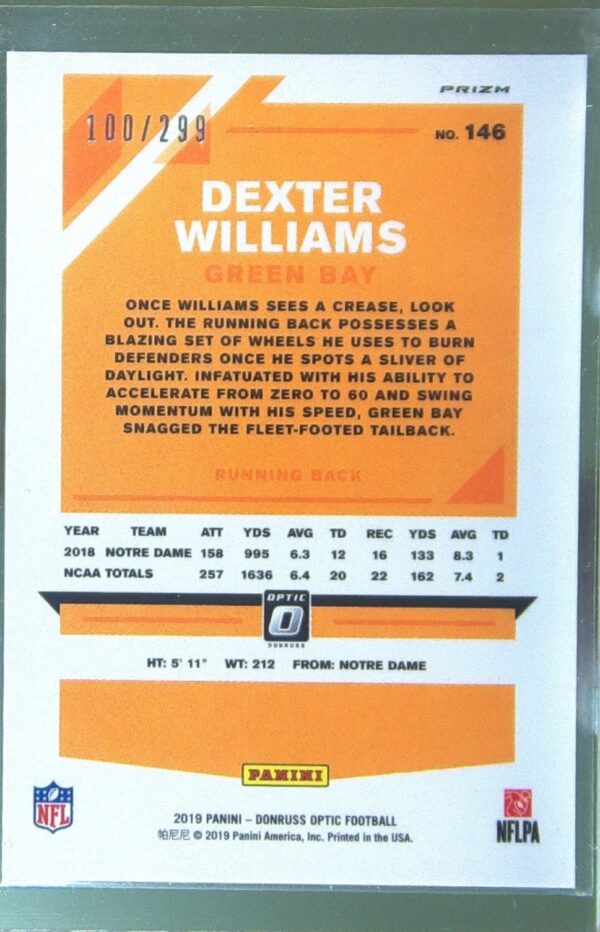 PRIZM
100/299
NO. 146
DEXTER
WILLIAMS
GREEN BAY
ONCE WILLIAMS SEES A CREASE, LOOK
OUT. THE RUNNING BACK POSSESSES A
BLAZING SET OF WHEELS HE USES TO BURN
DEFENDERS ONCE HE SPOTS A SLIVER OF
DAYLIGHT. INFATUATED WITH HIS ABILITY TO
ACCELERATE FROM ZERO TO 60 AND SWING
MOMENTUM WITH HIS SPEED, GREEN BAY
SNAGGED THE FLEET-FOOTED TAILBACK.
RUNNING BACK
YEAR TEAM ATT YDS AVG TD REC YDS AVG TD
2018 NOTRE DAME 158 995 6.3 12 16 133 8.3 1
NCAA TOTALS 257 1636 6.4 20 22 162 7.4 2
OPTIC
DONRUSS
HT: 5' 11" WT: 212 FROM: NOTRE DAME
PANINI
NFL
2019 PANINI – DONRUSS OPTIC FOOTBALL
帕尼尼 © 2019 Panini America, Inc. Printed in the USA.
NFLPA